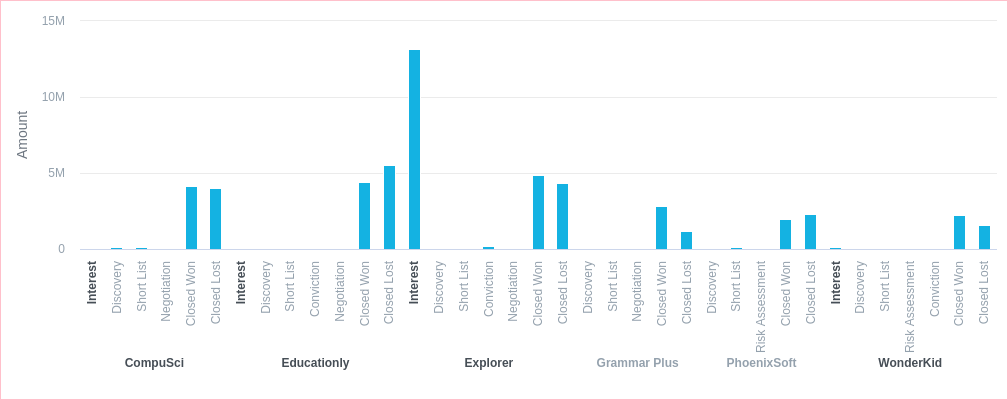 15M
10M
5M
0
Amount
Interest
Discovery
Short List
Negotiation
Closed Won
Closed Lost
Interest
Discovery
Short List
Conviction
Negotiation
Closed Won
Closed Lost
Interest
Discovery
Short List
Conviction
Negotiation
Closed Won
Closed Lost
Discovery
Short List
Negotiation
Closed Won
Closed Lost
Discovery
Short List
Risk Assessment
Closed Won
Closed Lost
Interest
Discovery
Short List
Risk Assessment
Conviction
Closed Won
Closed Lost
CompuSci
Educationly
Explorer
Grammar Plus
PhoenixSoft
WonderKid